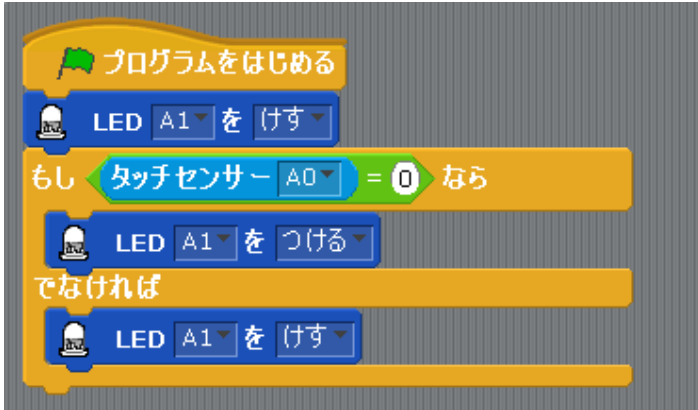 プログラムをはじめる
LED A1 を けす
もし タッチセンサー A0 = 0 なら
LED A1 を つける
でなければ
LED A1 を けす